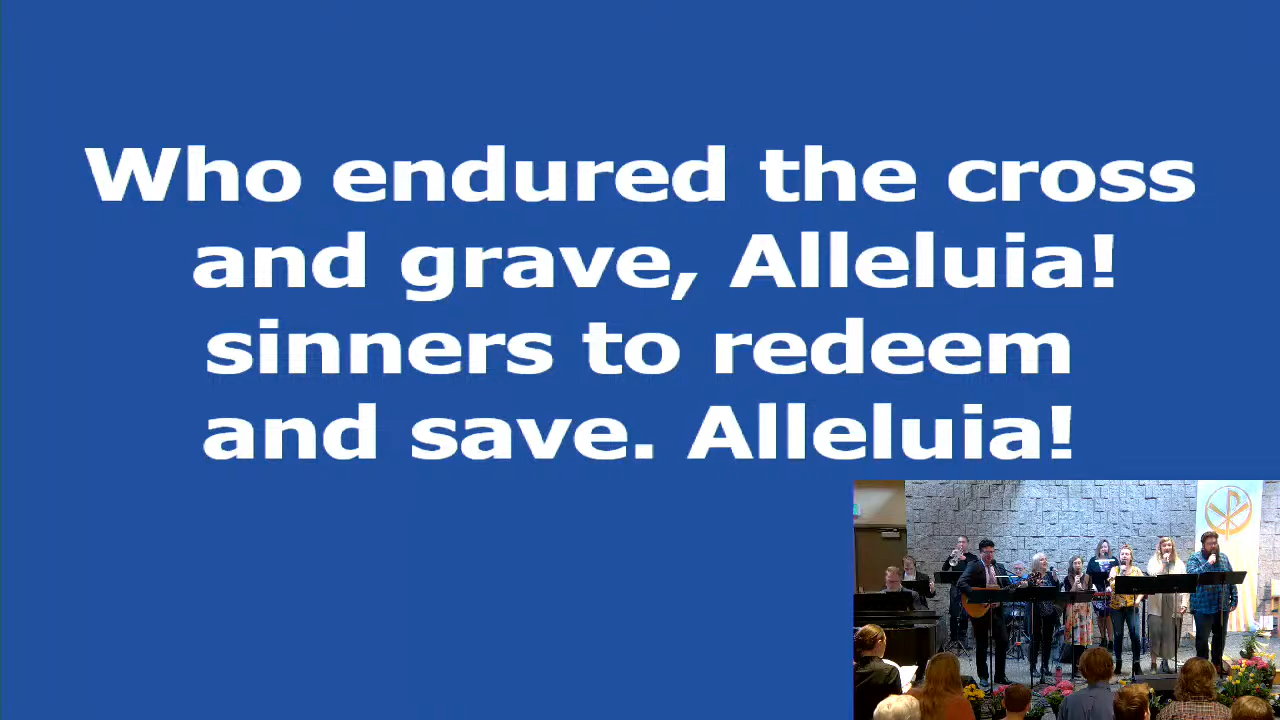 Who endured the cross
and grave, Alleluia!
sinners to redeem
and save. Alleluia!